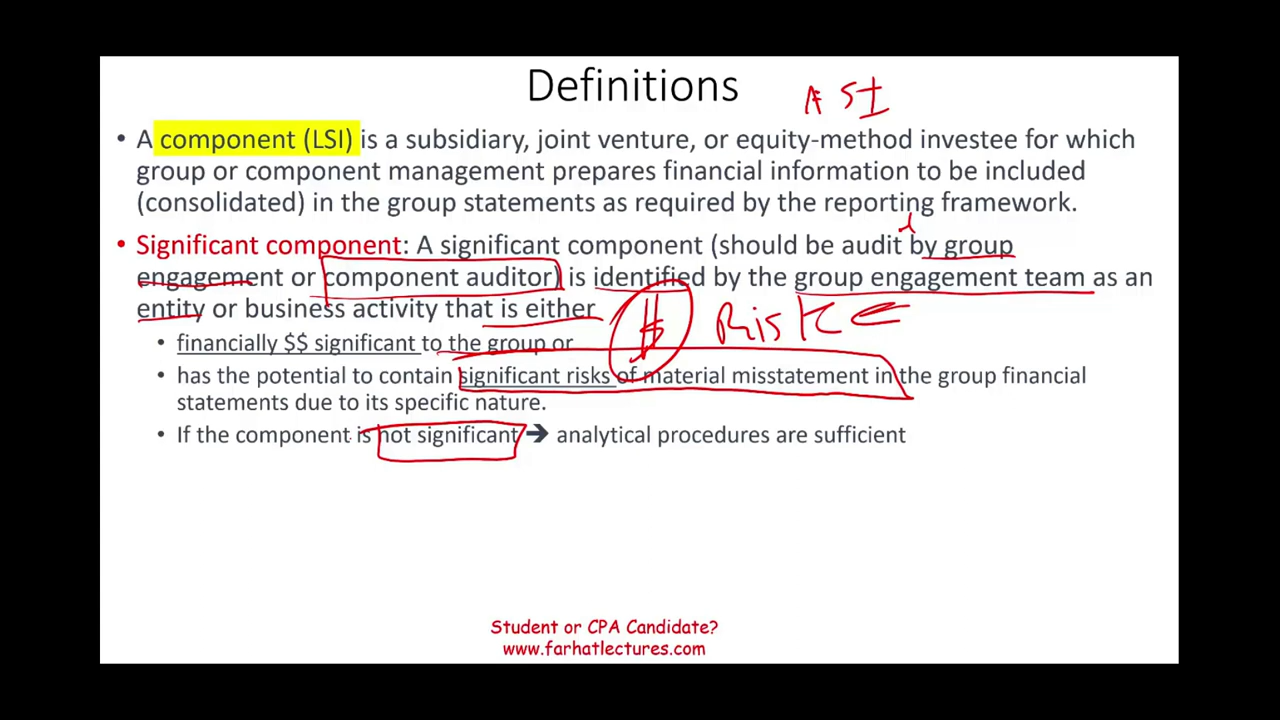 Definitions
A SI
• A component (LSI) is a subsidiary, joint venture, or equity-method investee for which
group or component management prepares financial information to be included
(consolidated) in the group statements as required by the reporting framework.
• Significant component: A significant component (should be audit by group
engagement or component auditor) is identified by the group engagement team as an
entity or business activity that is either
$ RISK
• financially $$ significant to the group or
• has the potential to contain significant risks of material misstatement in the group financial
statements due to its specific nature.
• If the component is not significant → analytical procedures are sufficient
Student or CPA Candidate?
www.farhatlectures.com